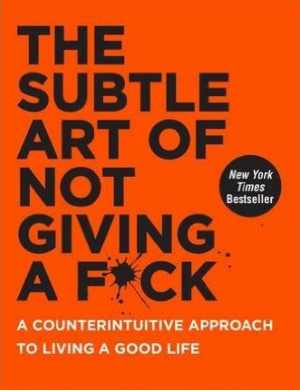 THE
SUBTLE
ART OF
NOT
GIVING
A F*CK
New York
Times
Bestseller
A COUNTERINTUITIVE APPROACH
TO LIVING A GOOD LIFE